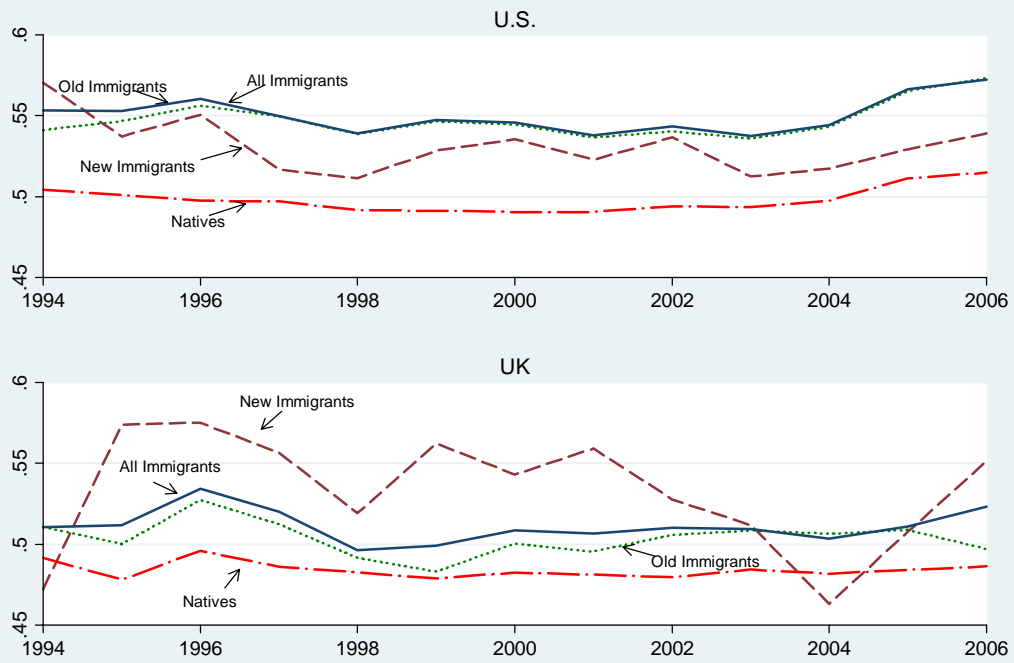 U.S.
.6
.55
.5
.45
Old Immigrants
All Immigrants
New Immigrants
Natives
1994 1996 1998 2000 2002 2004 2006
UK
.6
.55
.5
.45
New Immigrants
All Immigrants
Old Immigrants
Natives
1994 1996 1998 2000 2002 2004 2006